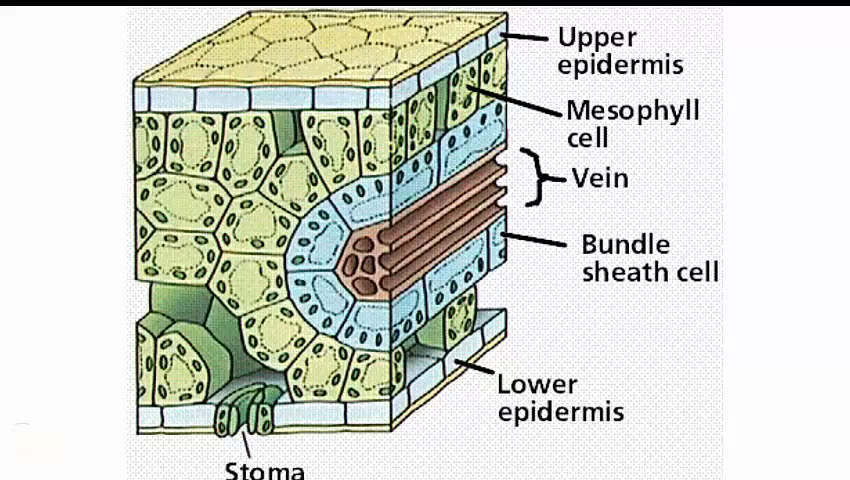 Upper
epidermis
Mesophyll
cell
Vein
Bundle
sheath cell
Lower
epidermis
Stoma